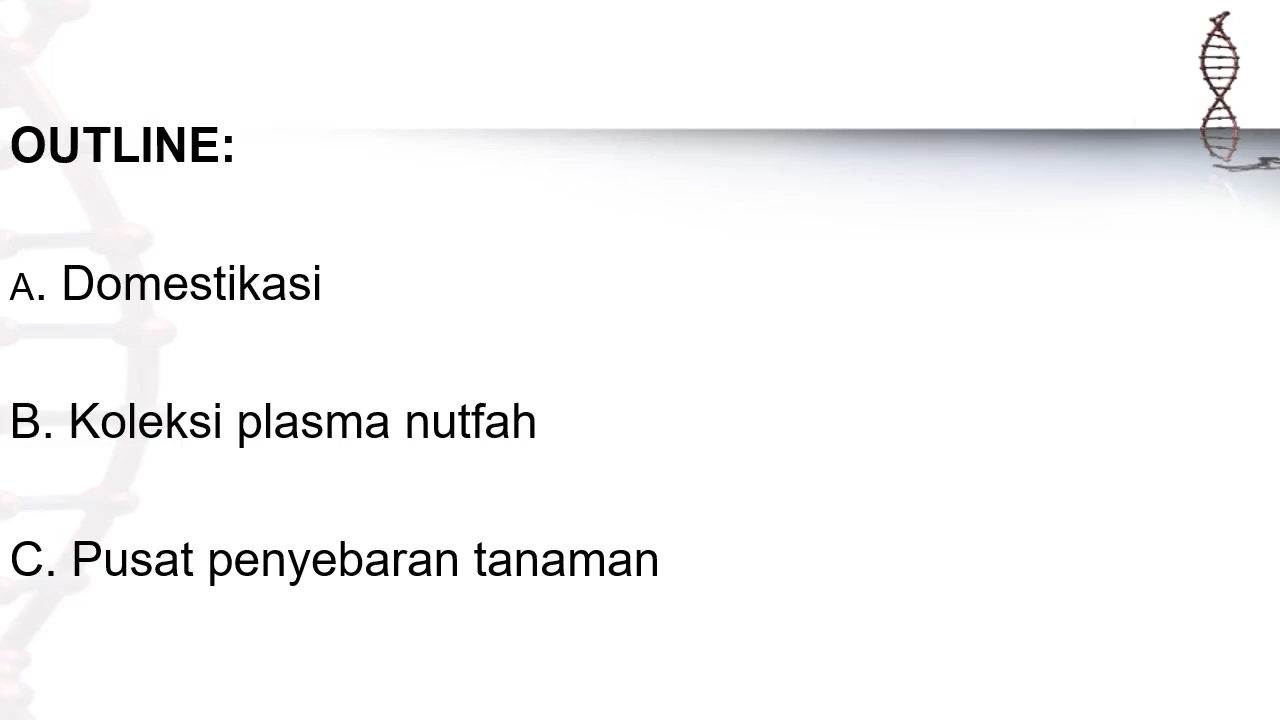 OUTLINE:
A. Domestikasi
B. Koleksi plasma nutfah
C. Pusat penyebaran tanaman